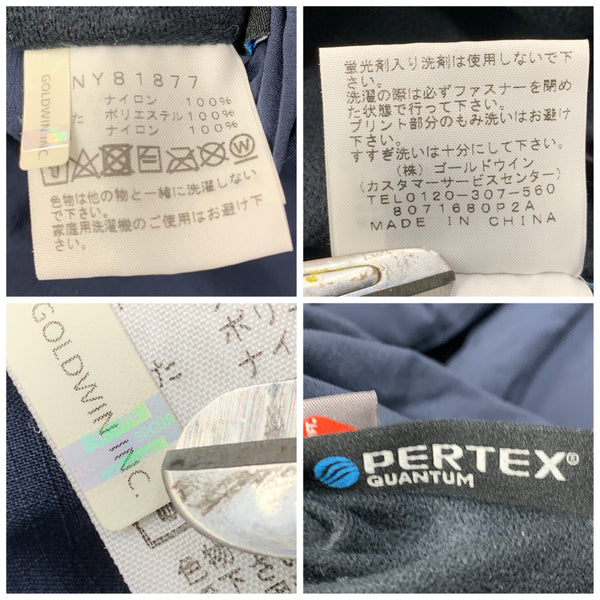 GOLDWIN INC.
NY81877
ナイロン 100%
た ポリエステル 100%
ナイロン 100%
W
色物は他の物と一緒に洗濯しない
で下さい。
家庭用洗濯機のご使用はお避け下
さい。
蛍光剤入り洗剤は使用しないで下
さい。
洗濯の際は必ずファスナーを閉め
た状態で行って下さい。
プリント部分のもみ洗いはお避け
下さい。
すすぎ洗いは十分にして下さい。
(株)ゴールドウイン
(カスタマーサービスセンター)
TEL0120-307-560
8071680P2A
MADE IN CHINA
GOLDWIN INC.
ポリ
ナイ
た
色物
下
PERTEX®
QUANTUM